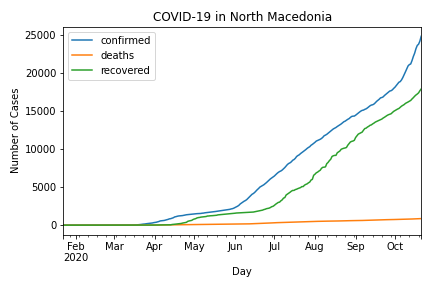 COVID-19 in North Macedonia
confirmed
deaths
recovered
25000
20000
15000
10000
5000
0
Number of Cases
Feb Mar Apr May Jun Jul Aug Sep Oct
2020
Day